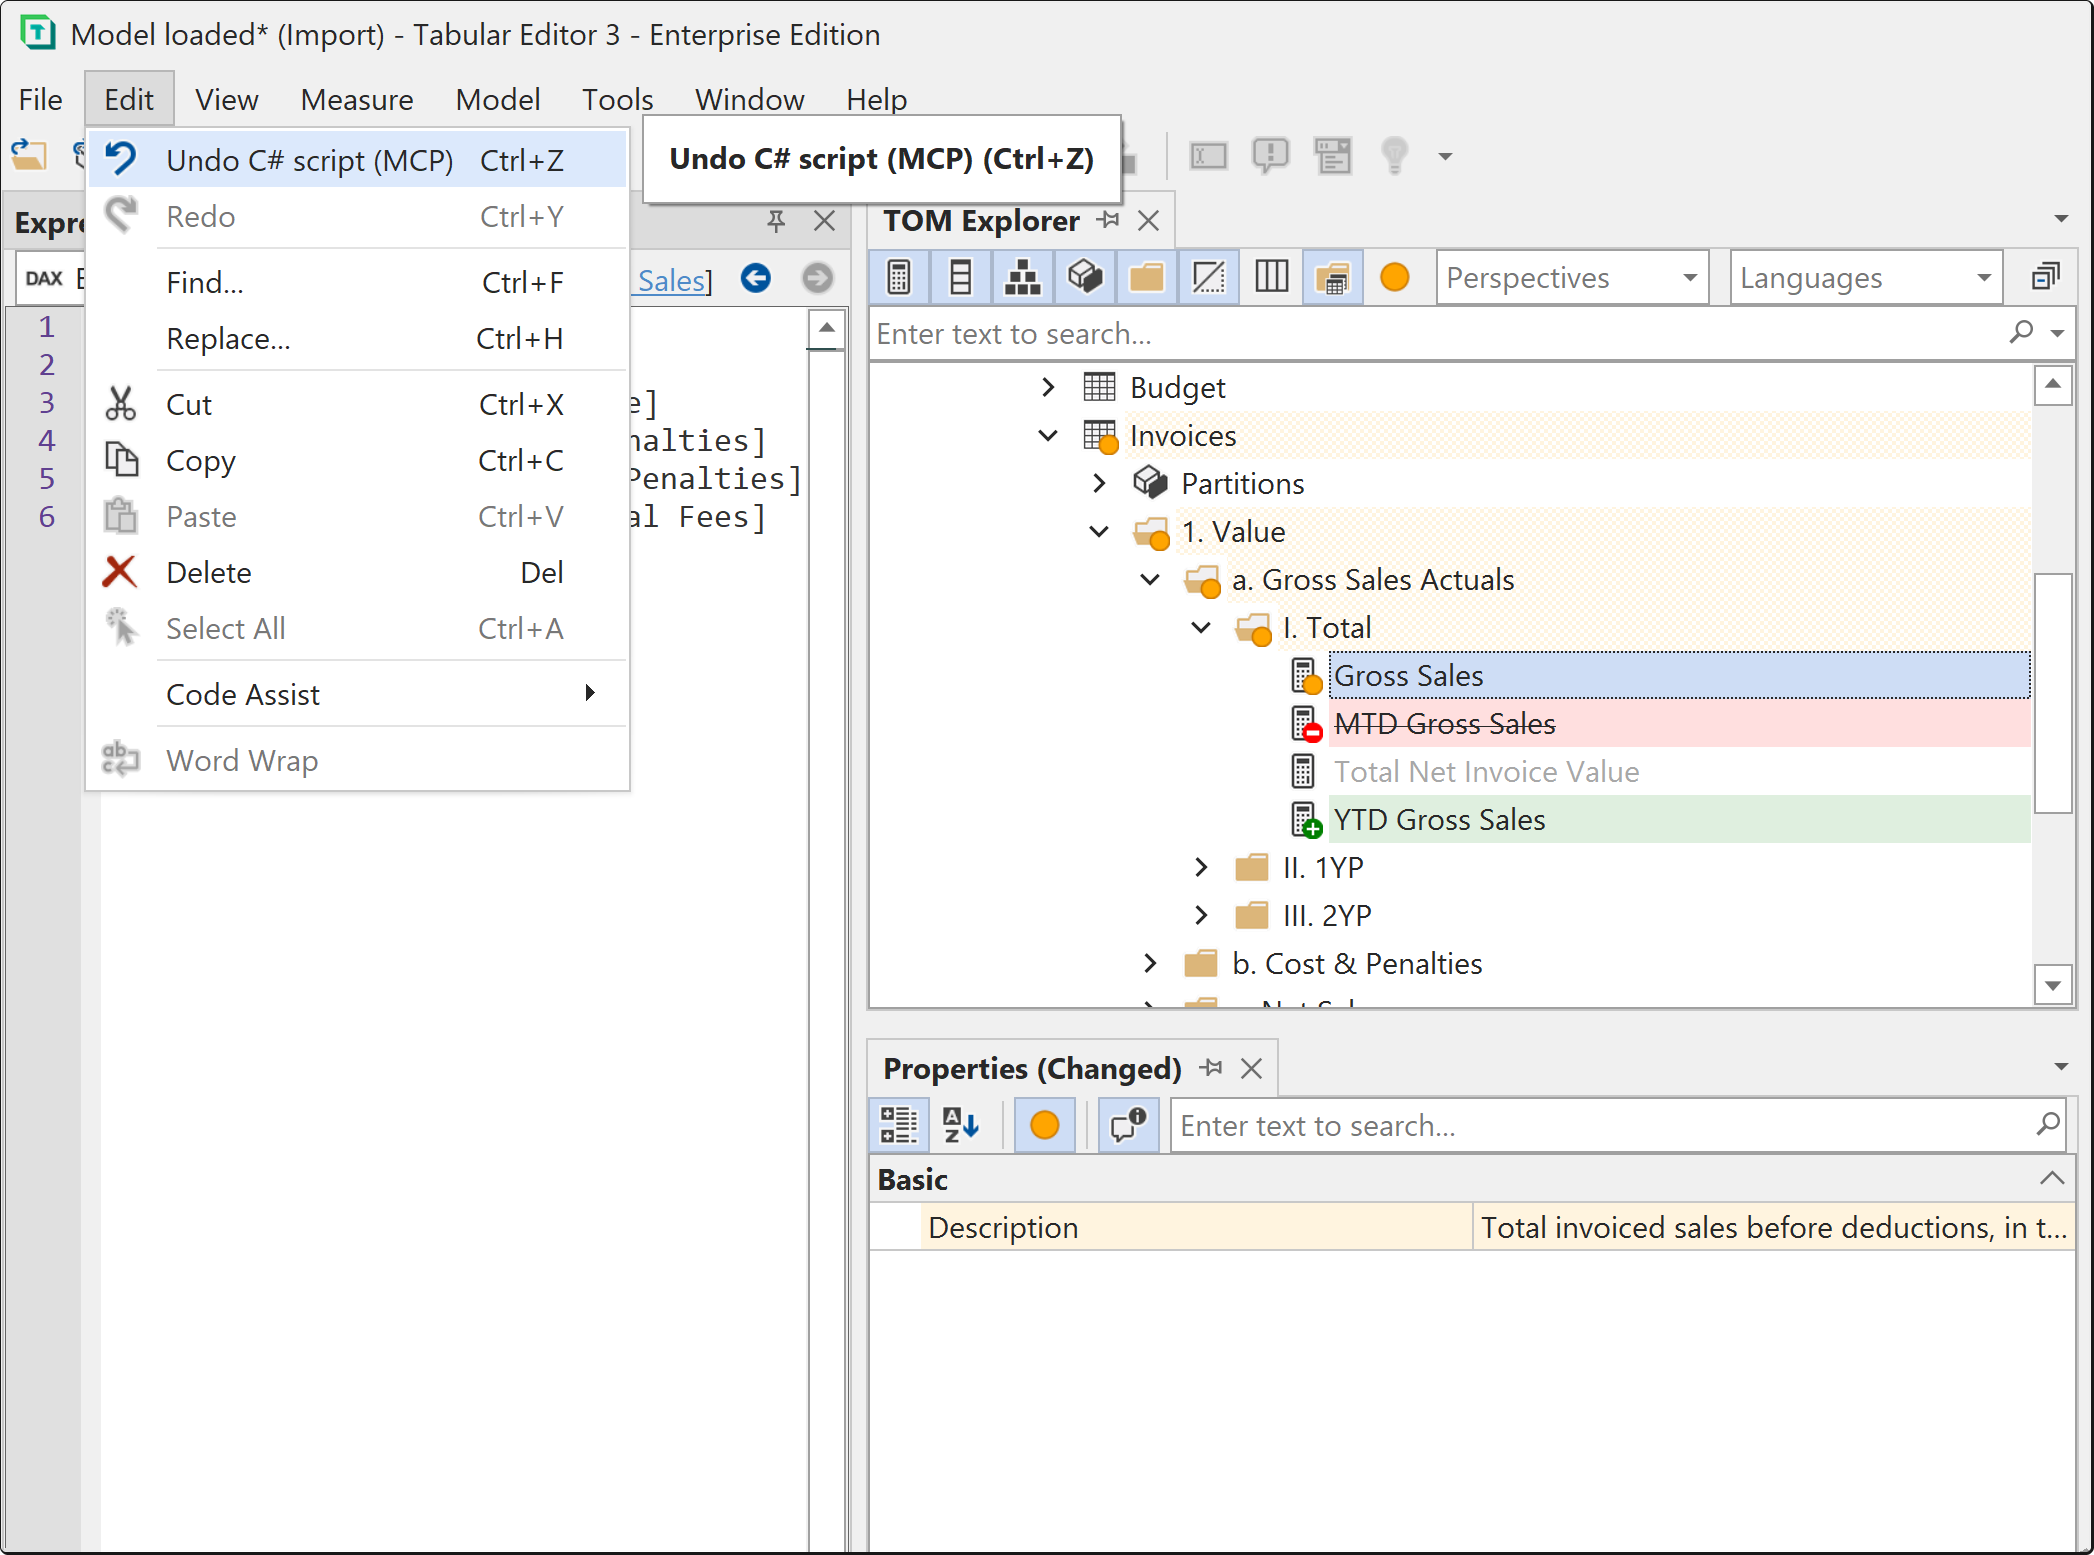 Model loaded* (Import) - Tabular Editor 3 - Enterprise Edition
File Edit View Measure Model Tools Window Help
Undo C# script (MCP) Ctrl+Z
Redo Ctrl+Y
Find... Ctrl+F
Replace... Ctrl+H
Cut Ctrl+X
Copy Ctrl+C
Paste Ctrl+V
Delete Del
Select All Ctrl+A
Code Assist
Word Wrap
Undo C# script (MCP) (Ctrl+Z)
Expre
DAX
Sales]
1
2
3 e]
4 nalties]
5 Penalties]
6 al Fees]
TOM Explorer
Perspectives
Languages
Enter text to search...
Budget
Invoices
Partitions
1. Value
a. Gross Sales Actuals
I. Total
Gross Sales
MTD Gross Sales
Total Net Invoice Value
YTD Gross Sales
II. 1YP
III. 2YP
b. Cost & Penalties
Properties (Changed)
Enter text to search...
Basic
Description
Total invoiced sales before deductions, in t...